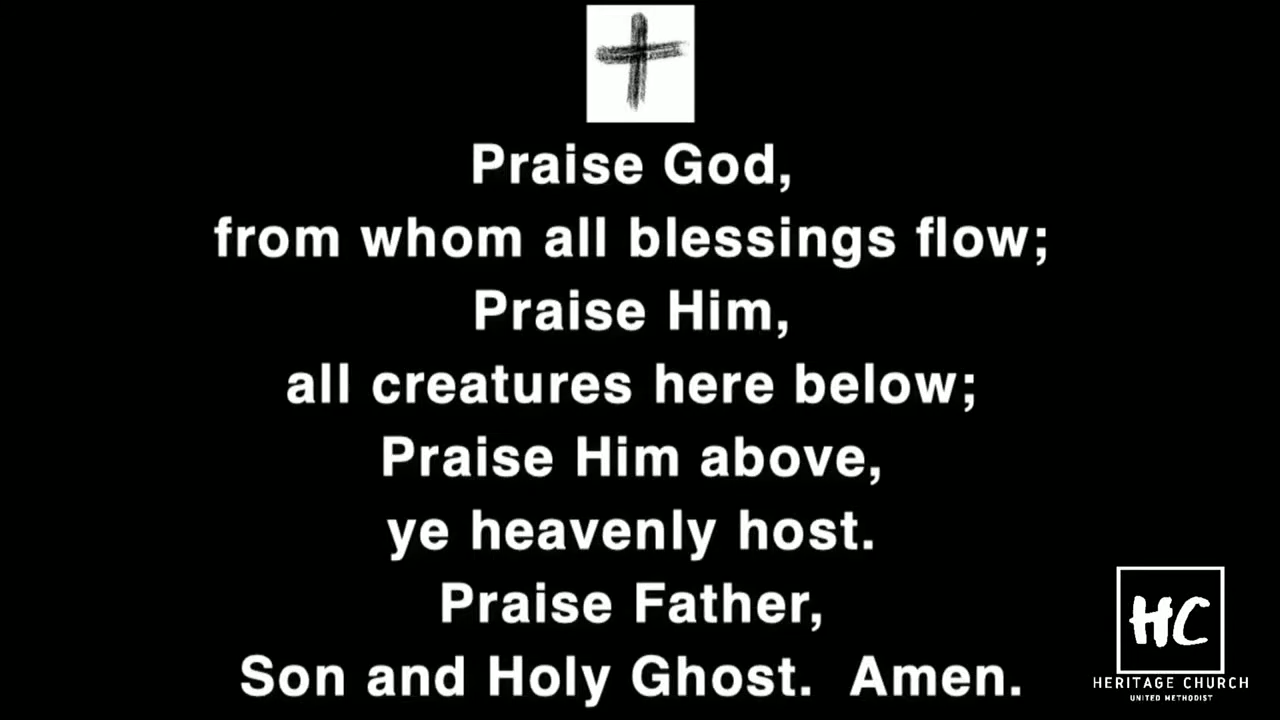 Praise God,
from whom all blessings flow;
Praise Him,
all creatures here below;
Praise Him above,
ye heavenly host.
Praise Father,
Son and Holy Ghost.  Amen.
HC
HERITAGE CHURCH
UNITED METHODIST